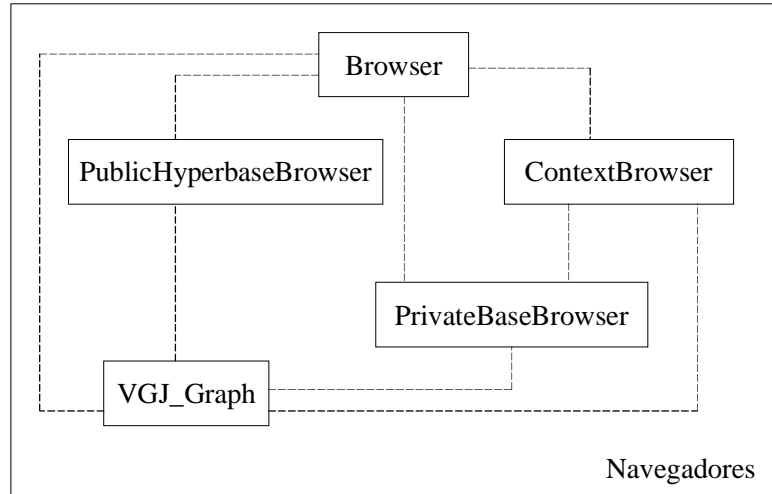 Browser
PublicHyperbaseBrowser
ContextBrowser
PrivateBaseBrowser
VGJ_Graph
Navegadores